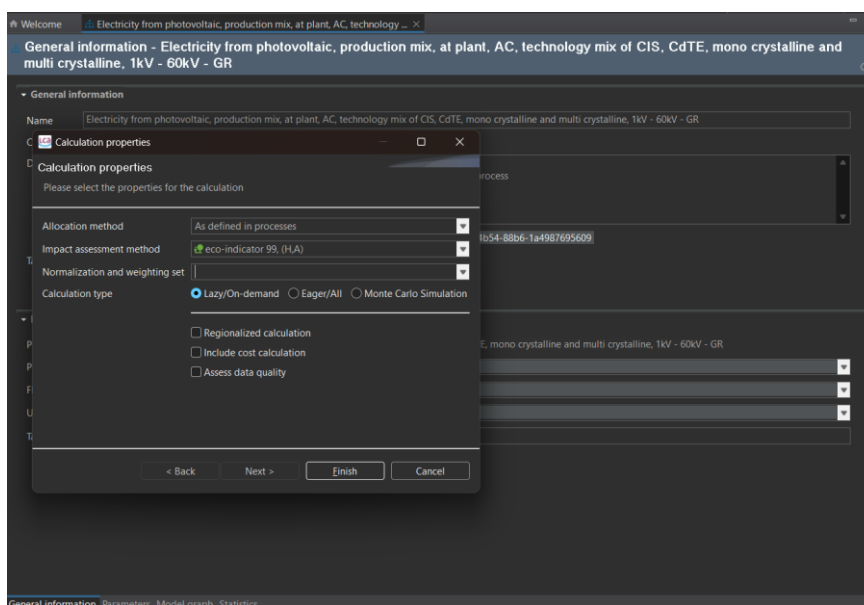 Welcome
Electricity from photovoltaic, production mix, at plant, AC, technology ...
General information - Electricity from photovoltaic, production mix, at plant, AC, technology mix of CIS, CdTE, mono crystalline and
multi crystalline, 1kV - 60kV - GR
General information
Name
Electricity from photovoltaic, production mix, at plant, AC, technology mix of CIS, CdTE, mono crystalline and multi crystalline, 1kV - 60kV - GR
LCA Calculation properties
Calculation properties
rocess
Please select the properties for the calculation
Allocation method
As defined in processes
4b54-88b6-1a4987695609
Impact assessment method
eco-indicator 99, (H,A)
Normalization and weighting set
Calculation type
Lazy/On-demand
Eager/All
Monte Carlo Simulation
Regionalized calculation
E, mono crystalline and multi crystalline, 1kV - 60kV - GR
Include cost calculation
Assess data quality
< Back
Next >
Finish
Cancel
General information Parameters Model graph Statistics